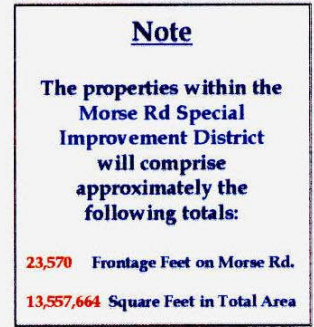 Note
The properties within the
Morse Rd Special
Improvement District
will comprise
approximately the
following totals:
23,570 Frontage Feet on Morse Rd.
13,557,664 Square Feet in Total Area